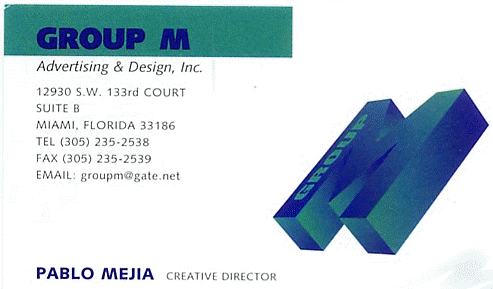 GROUP M
Advertising & Design, Inc.
12930 S.W. 133rd COURT
SUITE B
MIAMI, FLORIDA 33186
TEL (305) 235-2538
FAX (305) 235-2539
EMAIL: groupm@gate.net
GROUP
PABLO MEJIA CREATIVE DIRECTOR